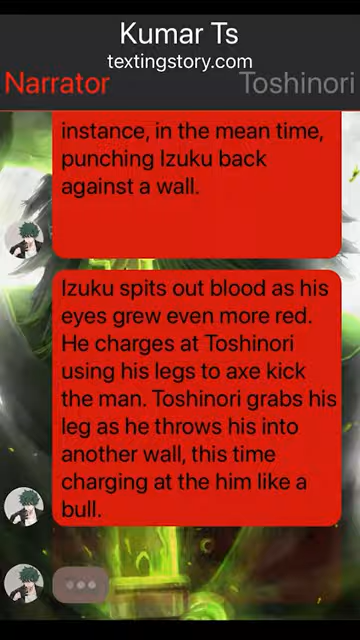 Kumar Ts
textingstory.com
Narrator
Toshinori
instance, in the mean time,
punching Izuku back
against a wall.
Izuku spits out blood as his
eyes grew even more red.
He charges at Toshinori
using his legs to axe kick
the man. Toshinori grabs his
leg as he throws his into
another wall, this time
charging at the him like a
bull.